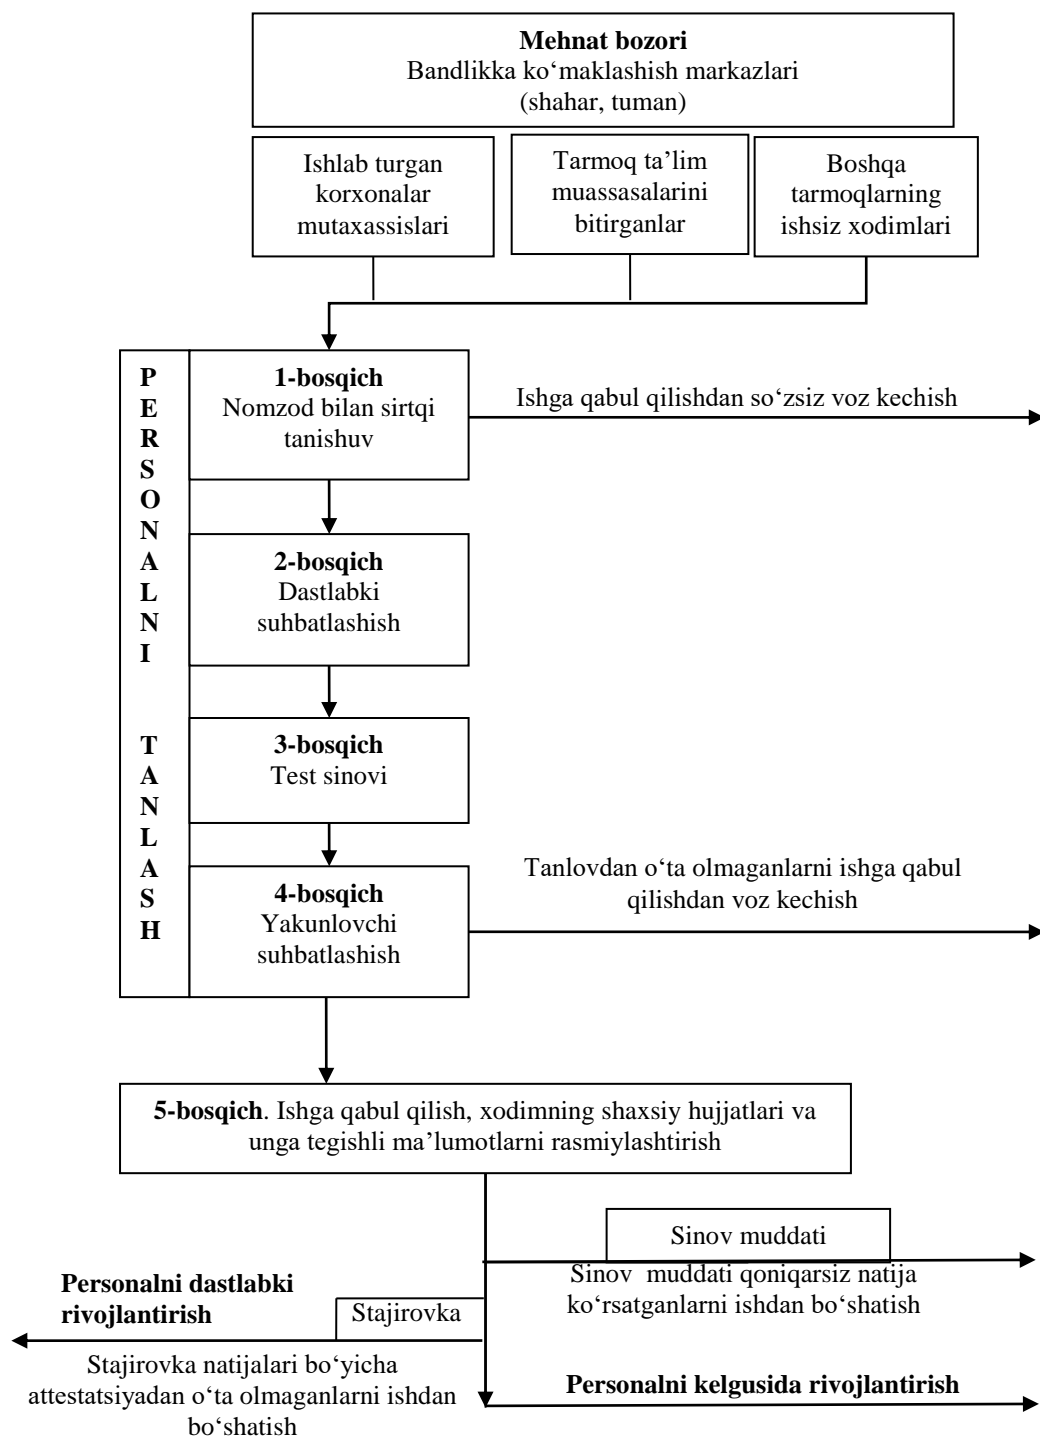 Mehnat bozori
Bandlikka ko‘maklashish markazlari
(shahar, tuman)
Ishlab turgan
korxonalar
mutaxassislari
Tarmoq ta’lim
muassasalarini
bitirganlar
Boshqa
tarmoqlarning
ishsiz xodimlari
P
E
R
S
O
N
A
L
N
I
T
A
N
L
A
S
H
1-bosqich
Nomzod bilan sirtqi
tanishuv
Ishga qabul qilishdan so‘zsiz voz kechish
2-bosqich
Dastlabki
suhbatlashish
3-bosqich
Test sinovi
4-bosqich
Yakunlovchi
suhbatlashish
Tanlovdan o‘ta olmaganlarni ishga qabul
qilishdan voz kechish
5-bosqich. Ishga qabul qilish, xodimning shaxsiy hujjatlari va
unga tegishli ma’lumotlarni rasmiylashtirish
Sinov muddati
Sinov muddati qoniqarsiz natija
ko‘rsatganlarni ishdan bo‘shatish
Personalni dastlabki
rivojlantirish
Stajirovka
Stajirovka natijalari bo‘yicha
attestatsiyadan o‘ta olmaganlarni ishdan
bo‘shatish
Personalni kelgusida rivojlantirish